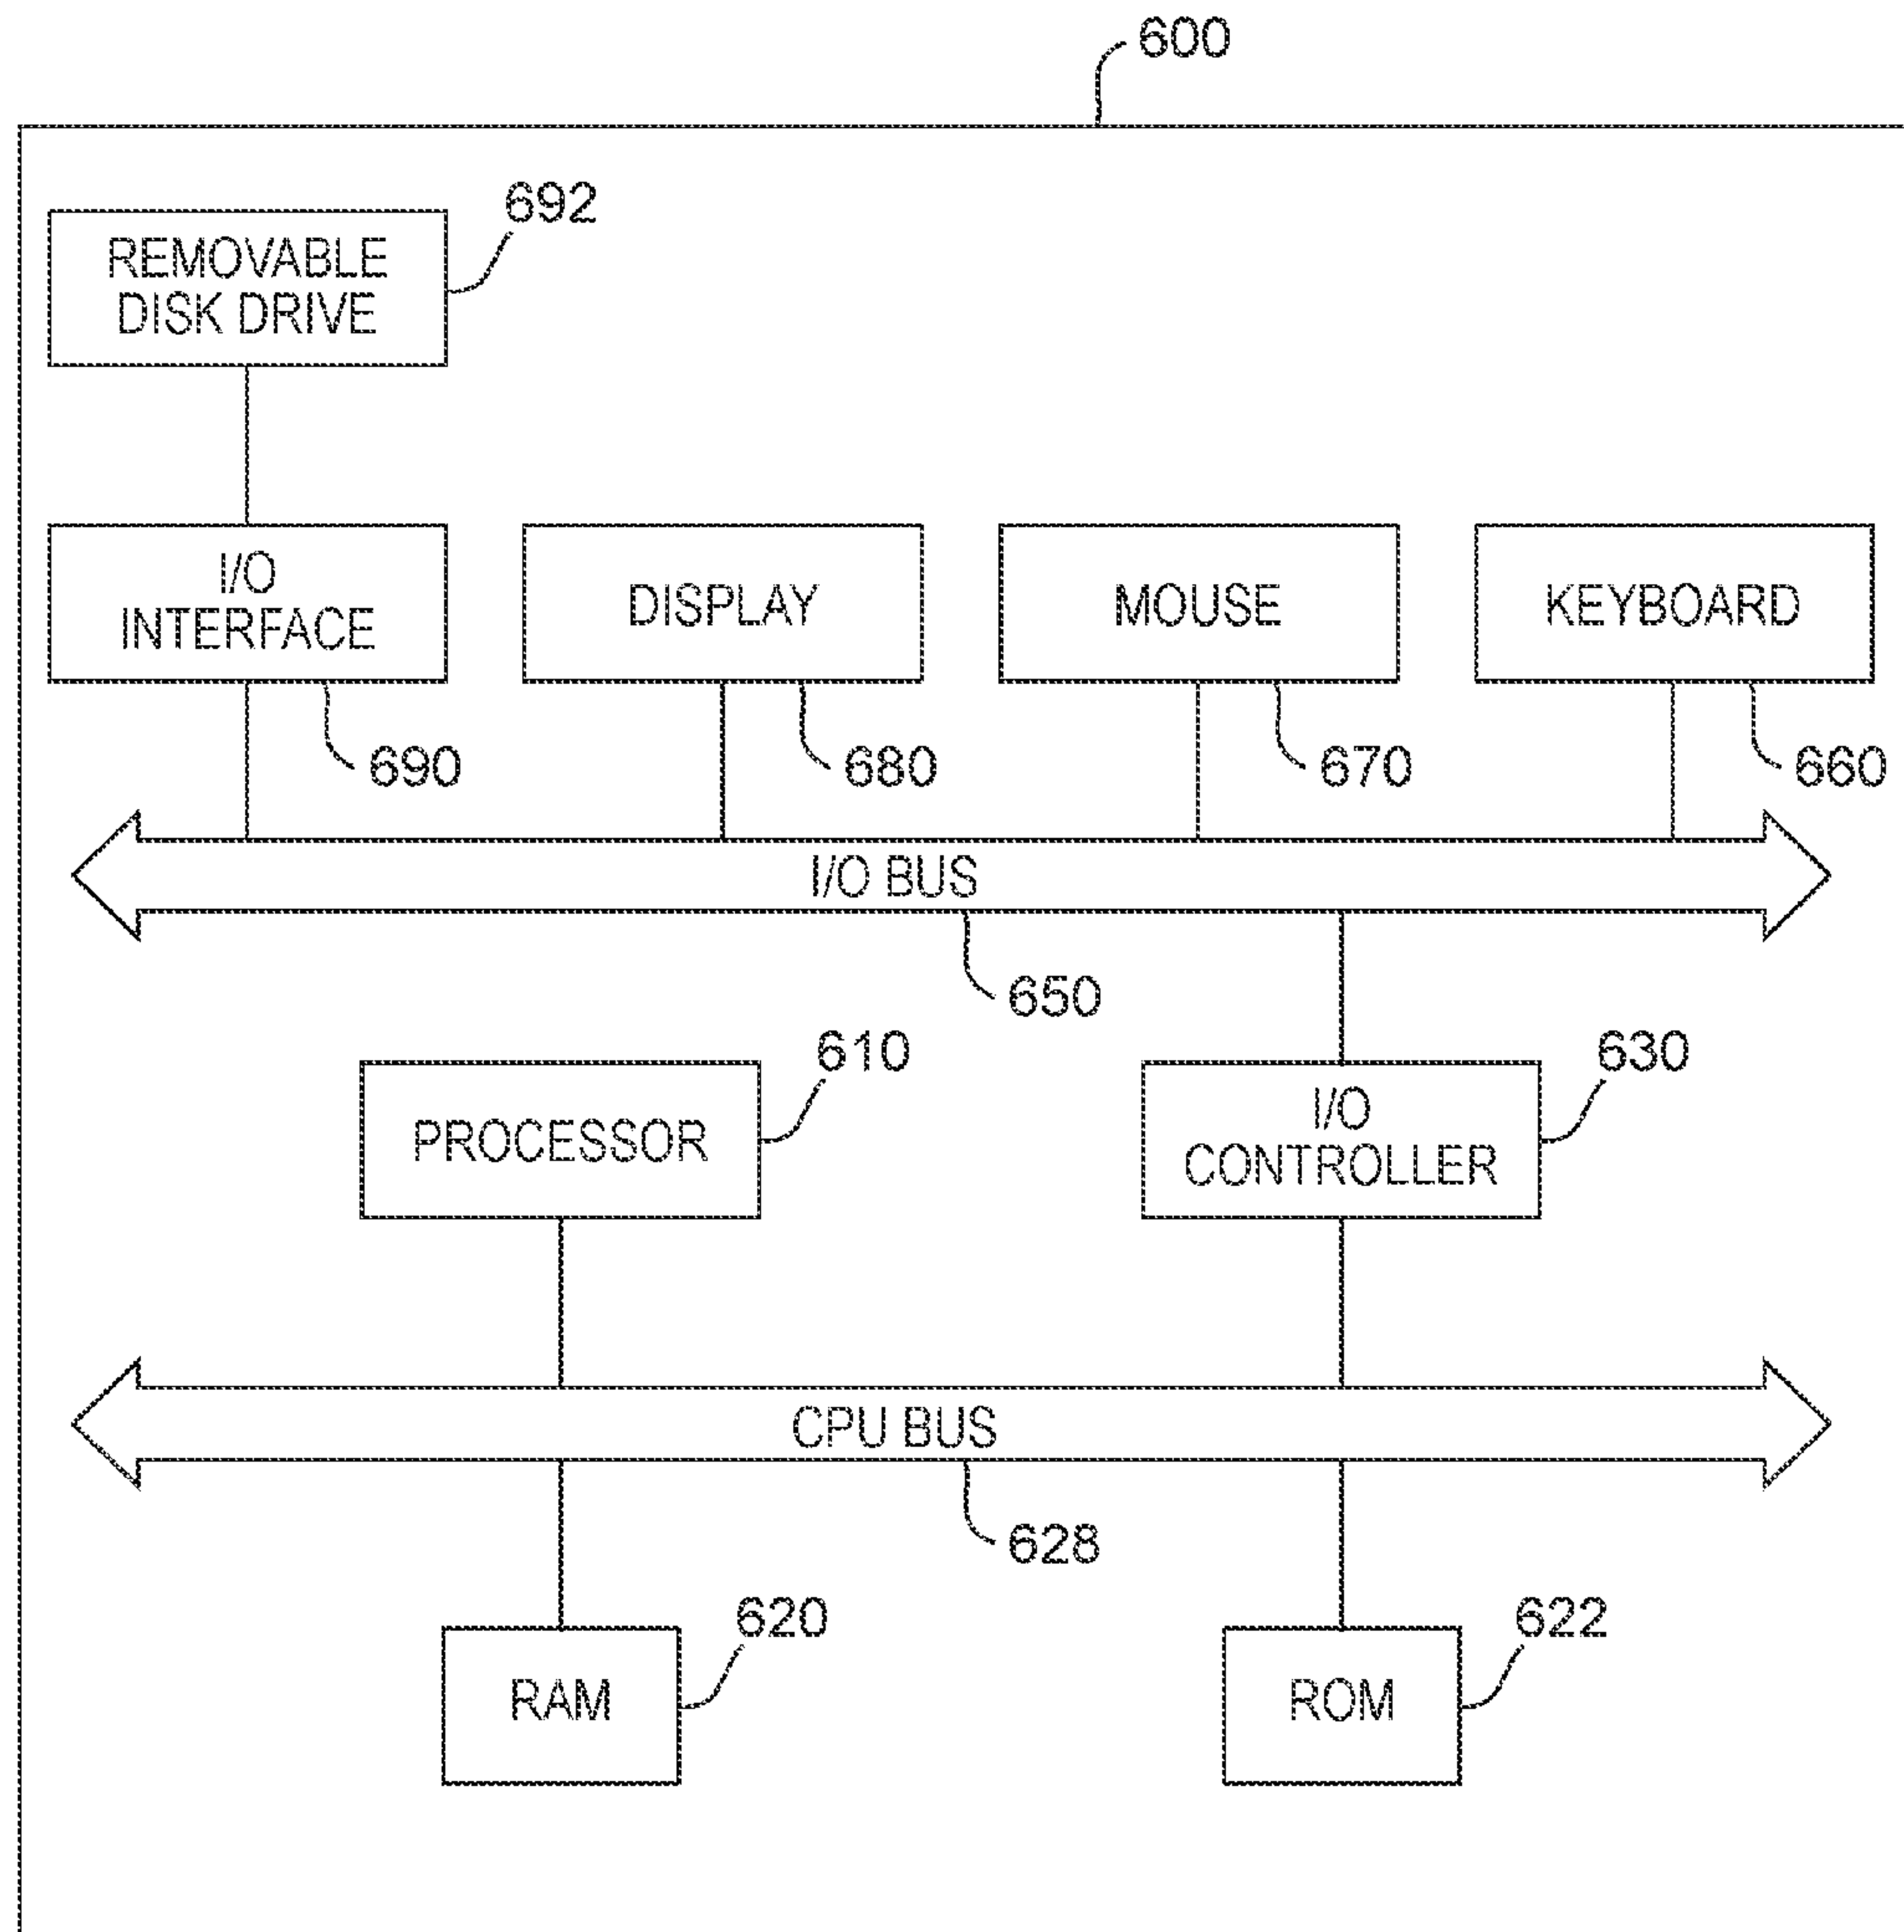 600
692
REMOVABLE
DISK DRIVE
I/O
INTERFACE
DISPLAY
MOUSE
KEYBOARD
690
680
670
660
I/O BUS
650
610
630
PROCESSOR
I/O
CONTROLLER
CPU BUS
628
620
622
RAM
ROM